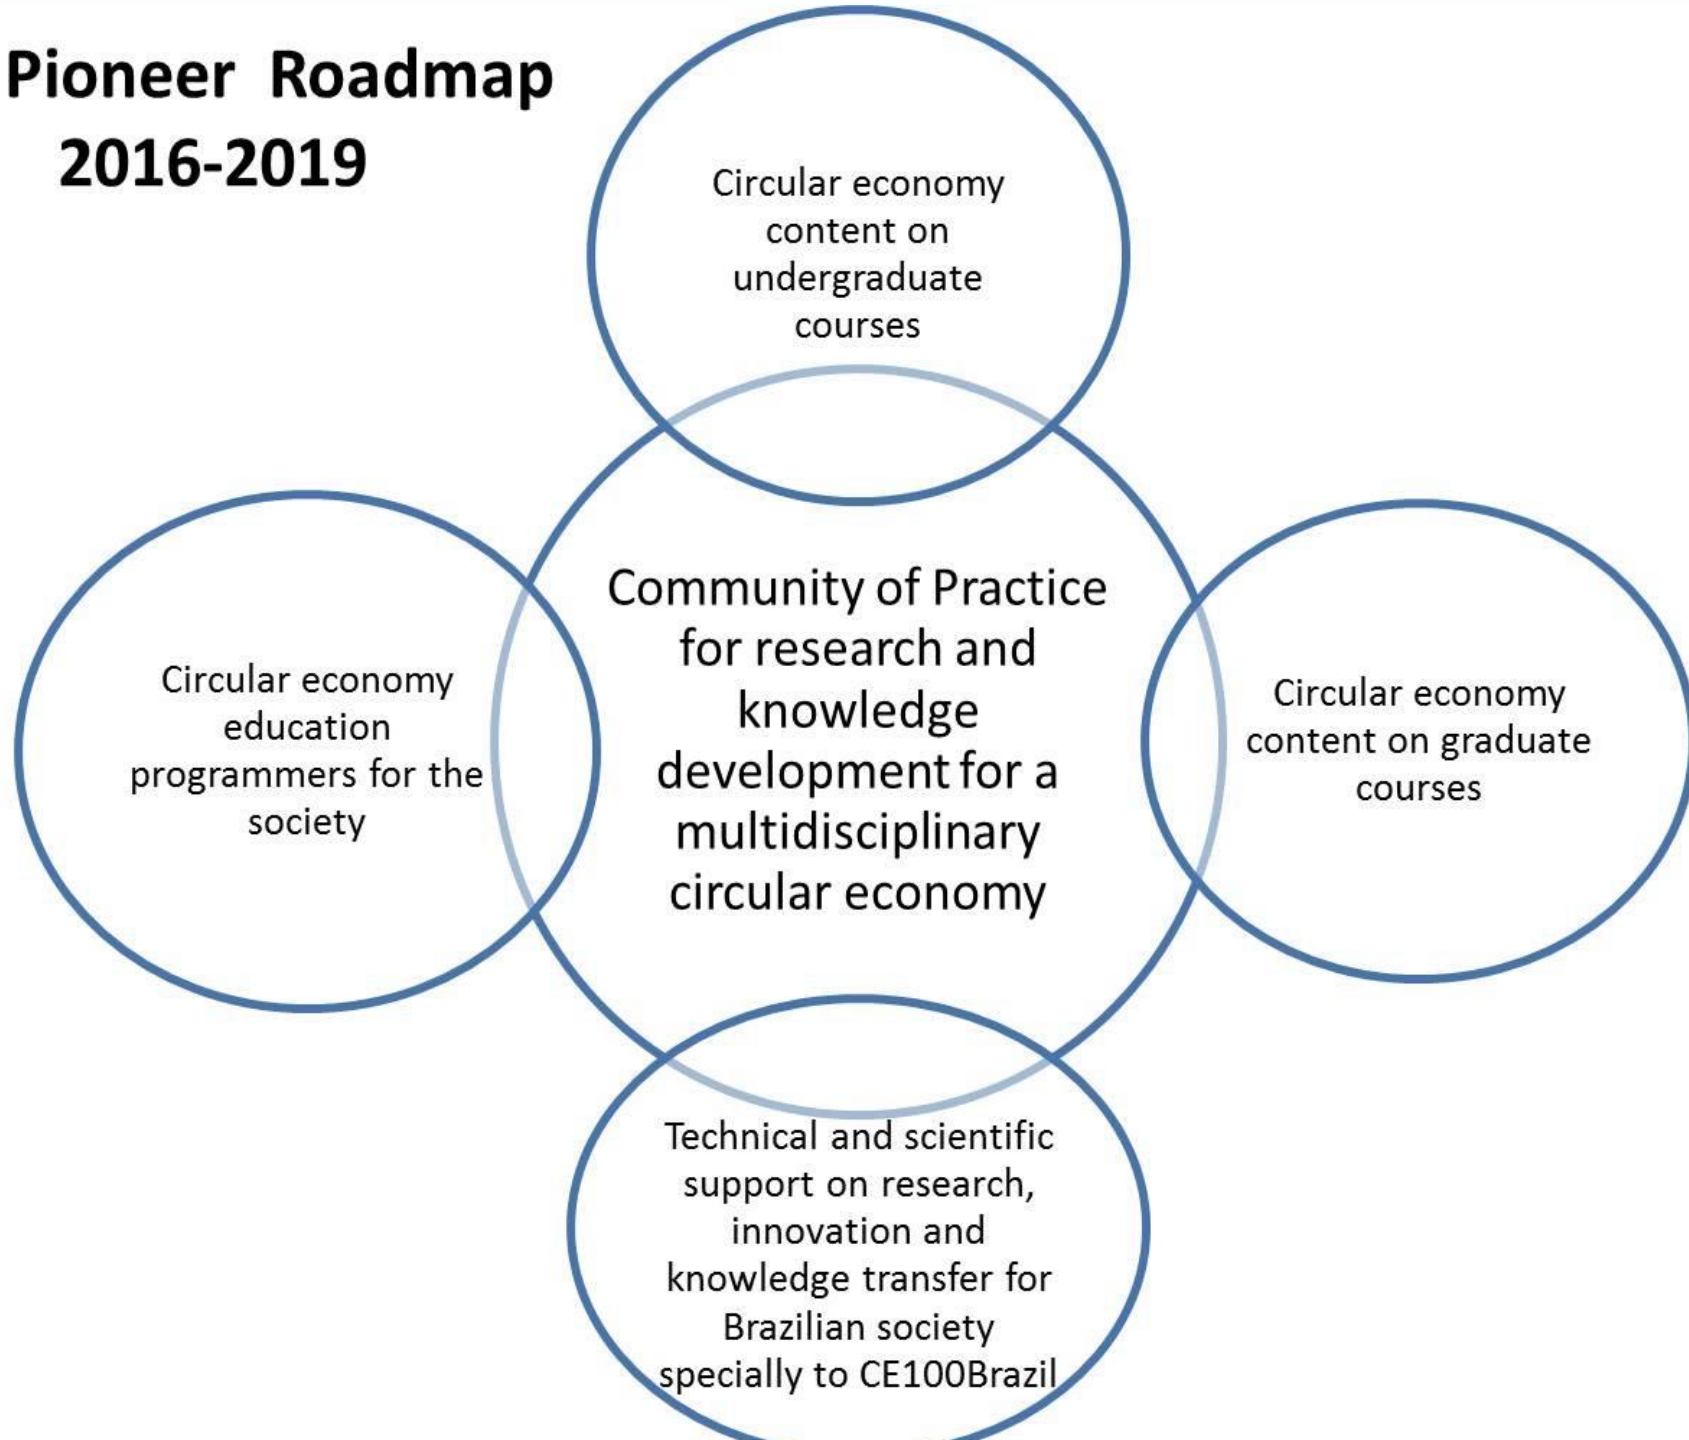 Pioneer Roadmap
2016-2019
Circular economy
content on
undergraduate
courses
Circular economy
education
programmers for the
society
Community of Practice
for research and
knowledge
development for a
multidisciplinary
circular economy
Circular economy
content on graduate
courses
Technical and scientific
support on research,
innovation and
knowledge transfer for
Brazilian society
specially to CE100Brazil